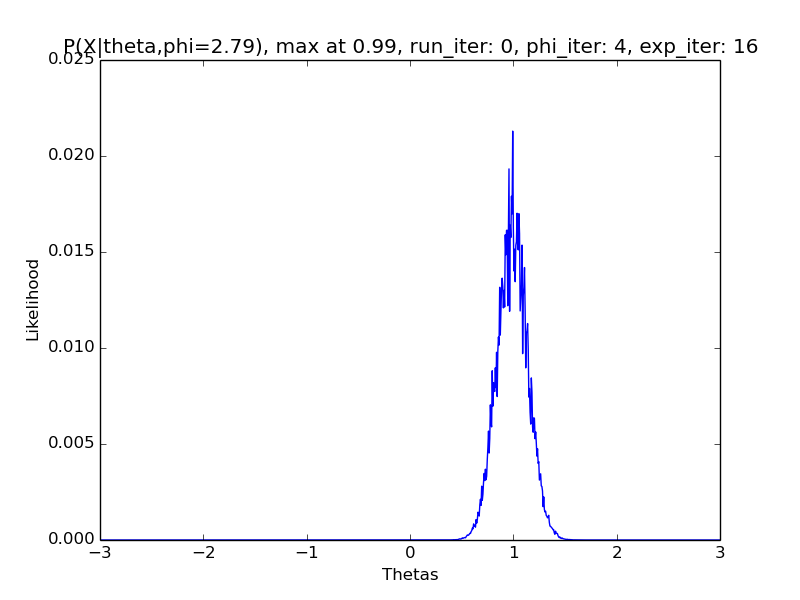 P(X|theta,phi=2.79), max at 0.99, run_iter: 0, phi_iter: 4, exp_iter: 16
0.025
0.020
0.015
0.010
0.005
0.000
Likelihood
−3 −2 −1 0 1 2 3
Thetas